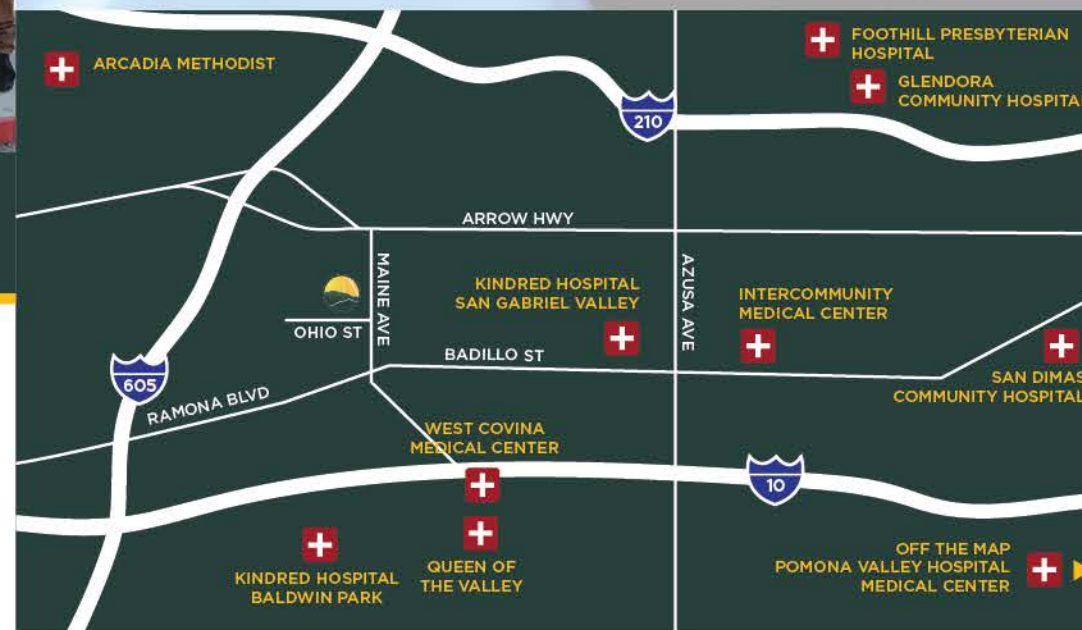 ARCADIA METHODIST
FOOTHILL PRESBYTERIAN
HOSPITAL
GLENDORA
COMMUNITY HOSPITA
210
ARROW HWY
MAINE AVE
AZUSA AVE
KINDRED HOSPITAL
SAN GABRIEL VALLEY
INTERCOMMUNITY
MEDICAL CENTER
OHIO ST
BADILLO ST
605
RAMONA BLVD
SAN DIMAS
COMMUNITY HOSPITAL
WEST COVINA
MEDICAL CENTER
10
KINDRED HOSPITAL
BALDWIN PARK
QUEEN OF
THE VALLEY
OFF THE MAP
POMONA VALLEY HOSPITAL
MEDICAL CENTER